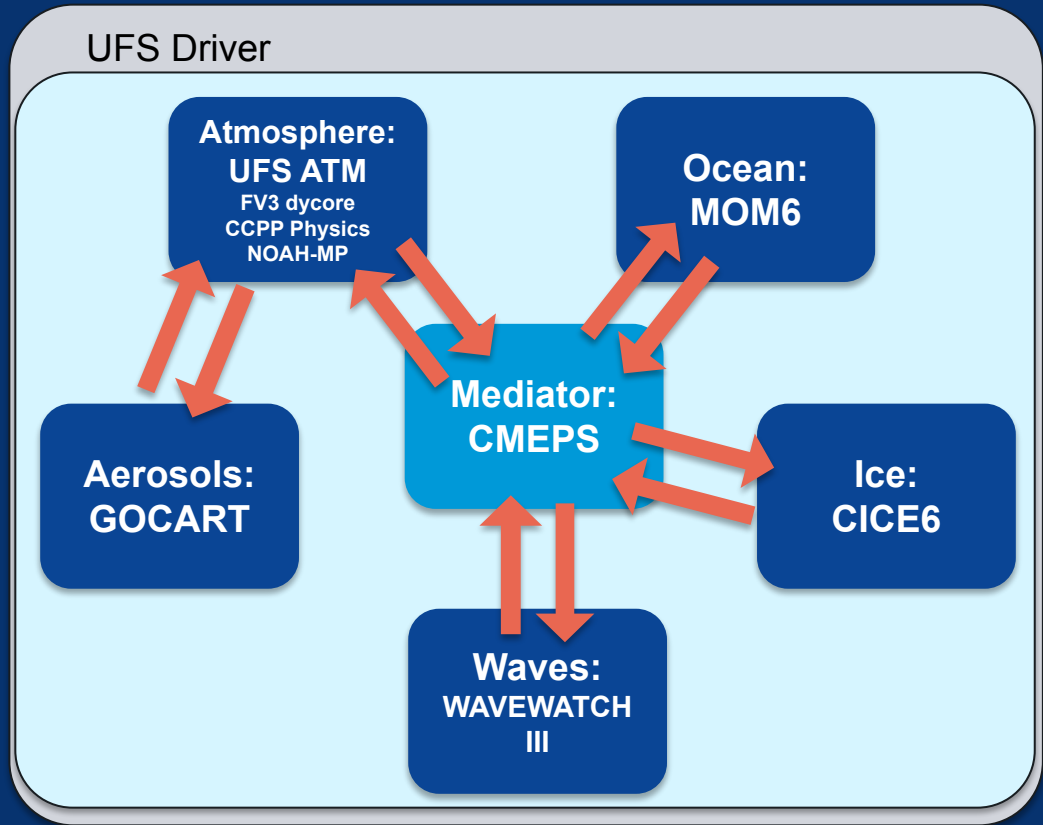 UFS Driver
Atmosphere:
UFS ATM
FV3 dycore
CCPP Physics
NOAH-MP
Ocean:
MOM6
Mediator:
CMEPS
Aerosols:
GOCART
Ice:
CICE6
Waves:
WAVEWATCH
III